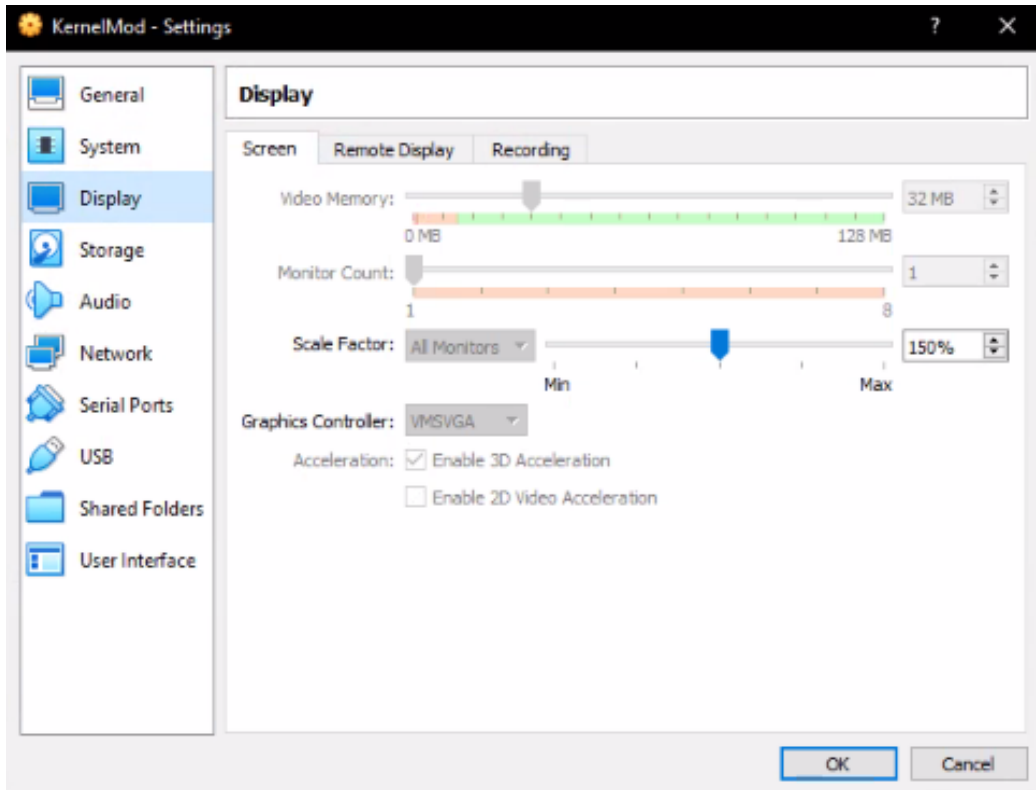 KernelMod - Settings
?
General
System
Display
Storage
Audio
Network
Serial Ports
USB
Shared Folders
User Interface
Display
Screen Remote Display Recording
Video Memory: 32 MB
0 MB 128 MB
Monitor Count: 1
1 8
Scale Factor: All Monitors 150%
Min Max
Graphics Controller: VMSVGA
Acceleration: Enable 3D Acceleration
Enable 2D Video Acceleration
OK Cancel